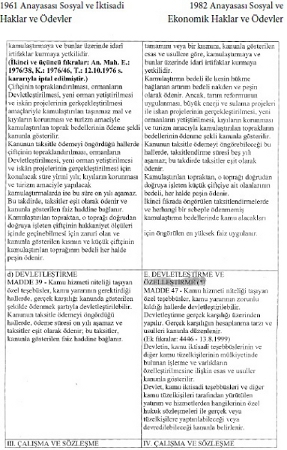 1961 Anayasası Sosyal ve İktisadi
Haklar ve Ödevler
1982 Anayasası Sosyal ve
Ekonomik Haklar ve Ödevler
kamulaştırmaya ve bunlar üzerinde idarî
irtifaklar kurmaya yetkilidir.
(İkinci ve üçüncü fıkraları: An. Mah. E.:
1976/38, K.: 1976/46, T.: 12.10.1976 s.
kararıyla iptal edilmiştir.)
Çiftçinin topraklandırılması, ormanların
Devletleştirilmesi, yeni orman yetiştirilmesi
ve iskân projelerinin gerçekleştirilmesi
amaçlarıyla kamulaştırılan taşınmaz mal ve
kıyıların korunması ve turizm amacıyla
kamulaştırılan toprak bedellerinin ödeme şekli
kanunla
Kanunun taksitle ödemeyi öngördüğü hallerde,
çiftçinin topraklandırılması, ormanların
Devletleştirilmesi, yeni orman yetiştirilmesi
ve iskân projelerinin gerçekleştirilmesi için
konulacak süre yirmi yılı; kıyıların korunması
ve turizm amacıyla yapılacak
kamulaştırmalarda ise bu süre on yılı aşamaz.
Bu takdirde, taksitler eşit olarak ödenir ve
kanunla gösterilen faiz haddine bağlanır.
Kamulaştırılan topraktan, o toprağı doğrudan
doğruya işleten çiftçinin hakkaniyet ölçüleri
içinde geçinebilmesi için zaruri olan ve
kanunla gösterilen kısmın ve küçük çiftçinin
kamulaştırılan toprağının bedeli her halde
peşin ödenir.
tamamını veya bir kısmını, kanunla gösterilen
esas ve usullere göre, kamulaştırmaya ve
bunlar üzerinde idarî irtifaklar kurmaya
yetkilidir.
Kamulaştırma bedeli ile kesin hükme
bağlanan artırım bedeli nakden ve peşin
olarak ödenir. Ancak, tarım reformunun
uygulanması, büyük enerji ve sulama projeleri
ile iskân projelerinin gerçekleştirilmesi, yeni
ormanların yetiştirilmesi, kıyıların korunması
ve turizm amacıyla kamulaştırılan toprakların
bedellerinin ödenme şekli kanunla gösterilir.
Kanunun taksitle ödemeyi öngörebileceği bu
hallerde, taksitlendirme süresi beş yılı
aşamaz; bu takdirde taksitler eşit olarak
ödenir.
Kamulaştırılan topraktan, o toprağı doğrudan
doğruya işleten küçük çiftçiye ait olanlarının
bedeli, her halde peşin ödenir.
İkinci fıkrada öngörülen taksitlendirmelerde
ve herhangi bir sebeple ödenmemiş
kamulaştırma bedellerinde kamu alacakları
için öngörülen en yüksek faiz uygulanır.
d) DEVLETLEŞTİRME
MADDE 39 - Kamu hizmeti niteliği taşıyan
özel teşebbüsler, kamu yararının gerektirdiği
hallerde, gerçek karşılığı kanunda gösterilen
şekilde ödenmek şartıyla devletleştirilebilir.
Kanunun taksitle ödemeyi öngördüğü
hallerde, ödeme süresi on yılı aşamaz ve
taksitler eşit olarak ödenir; bu taksitler,
kanunla gösterilen faiz haddine bağlanır.
E. DEVLETLEŞTİRME VE
ÖZELLEŞTİRME
MADDE 47 - Kamu hizmeti niteliği taşıyan
özel teşebbüsler, kamu yararının zorunlu
kıldığı hallerde devletleştirilebilir.
Devletleştirme gerçek karşılığı üzerinden
yapılır. Gerçek karşılığın hesaplanma tarzı ve
usulleri kanunla düzenlenir.
(Ek fıkralar: 4446 - 13.8.1999)
Devletin, kamu iktisadî teşebbüslerinin ve
diğer kamu tüzelkişilerinin mülkiyetinde
bulunan işletme ve varlıkların
özelleştirilmesine ilişkin esas ve usuller
kanunla gösterilir.
Devlet, kamu iktisadî teşebbüsleri ve diğer
kamu tüzelkişileri tarafından yürütülen
yatırım ve hizmetlerden hangilerinin özel
hukuk sözleşmeleri ile gerçek veya
tüzelkişilere yaptırılabileceği veya
devredilebileceği kanunla belirlenir.
III. ÇALIŞMA VE SÖZLEŞME
IV. ÇALIŞMA VE SÖZLEŞME